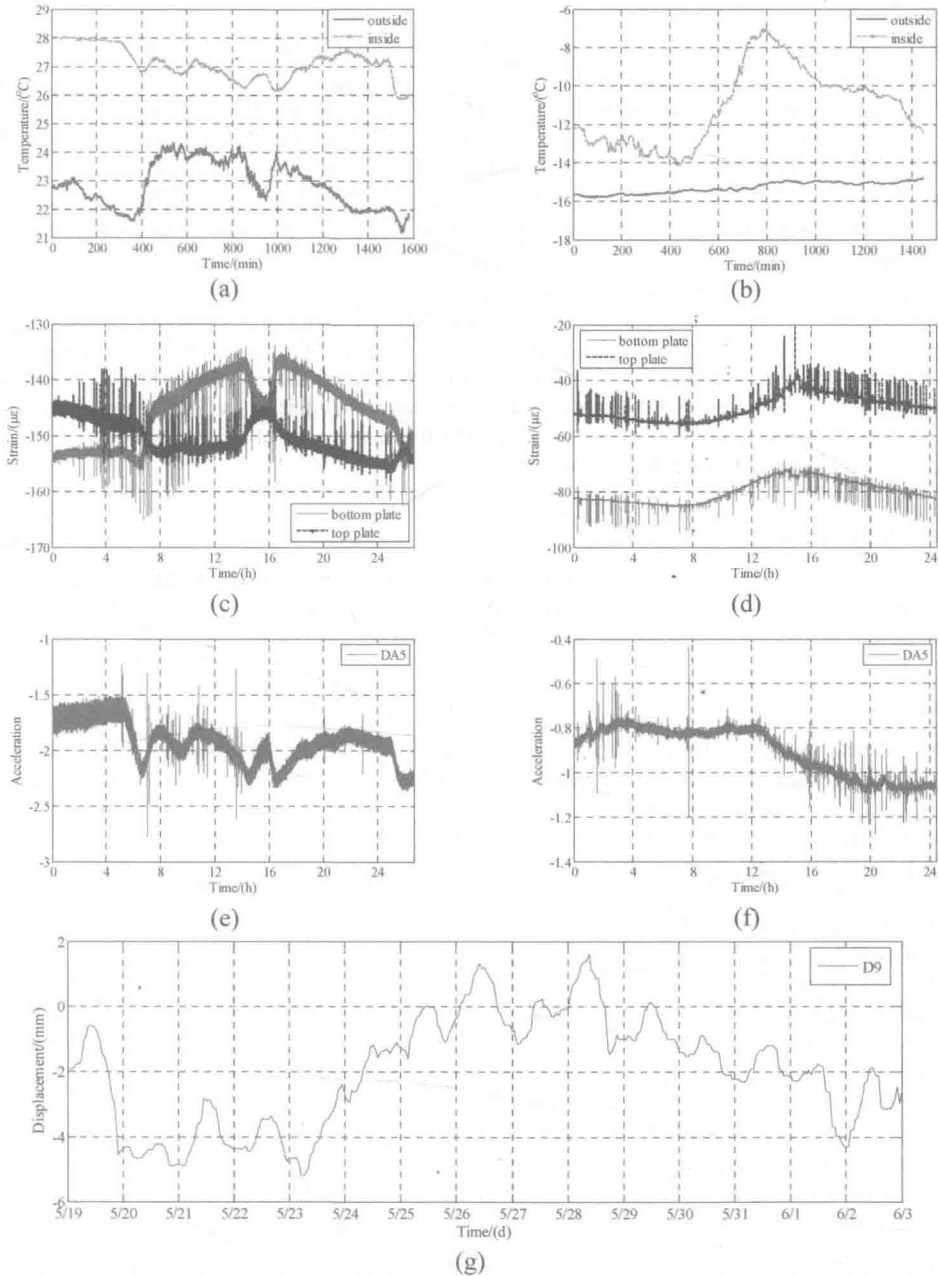 outside
inside
Temperature/(°C)
29
28
27
26
25
24
23
22
21
0 200 400 600 800 1000 1200 1400 1600
Time/(min)
(a)
outside
inside
Temperature/(°C)
-6
-8
-10
-12
-14
-16
-18
0 200 400 600 800 1000 1200 1400
Time/(min)
(b)
Strain/(με)
-130
-140
-150
-160
-170
bottom plate
top plate
0 4 8 12 16 20 24
Time/(h)
(c)
bottom plate
top plate
Strain/(με)
-20
-40
-60
-80
-100
0 4 8 12 16 20 24
Time/(h)
(d)
DA5
Acceleration
-1
-1.5
-2
-2.5
-3
0 4 8 12 16 20 24
Time/(h)
(e)
DA5
Acceleration
-0.4
-0.6
-0.8
-1
-1.2
-1.4
0 4 8 12 16 20 24
Time/(h)
(f)
D9
Displacement/(mm)
2
0
-2
-4
-6
5/19 5/20 5/21 5/22 5/23 5/24 5/25 5/26 5/27 5/28 5/29 5/30 5/31 6/1 6/2 6/3
Time/(d)
(g)